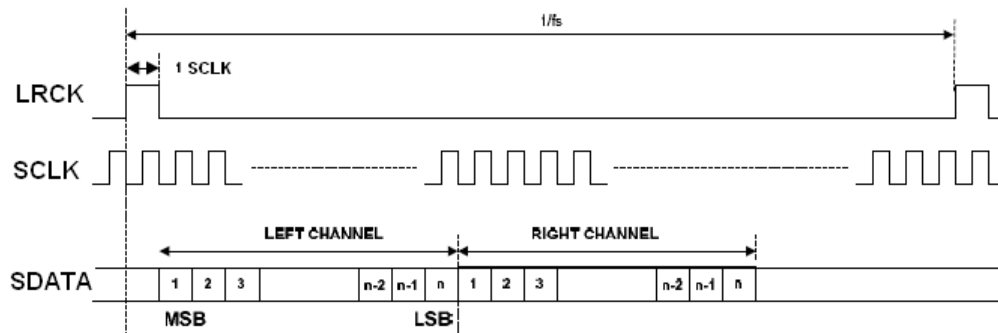 1/fs
1 SCLK
LRCK
SCLK
LEFT CHANNEL
RIGHT CHANNEL
SDATA
1 2 3 n-2 n-1 n 1 2 3 n-2 n-1 n
MSB
LSB